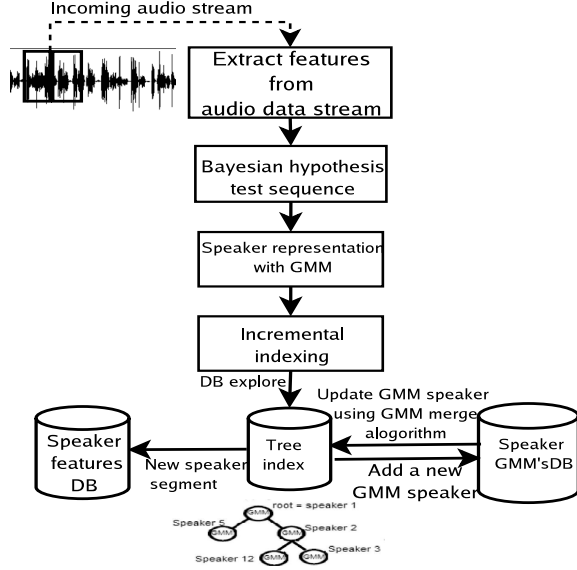 Incoming audio stream
Extract features
from
audio data stream
Bayesian hypothesis
test sequence
Speaker representation
with GMM
Incremental
indexing
DB explore
Update GMM speaker
using GMM merge
alogorithm
Speaker
features
DB
New speaker
segment
Tree
index
Add a new
GMM speaker
Speaker
GMM'sDB
root = speaker 1
GMM
Speaker 5
GMM
GMM
Speaker 2
Speaker 12
GMM
GMM
Speaker 3